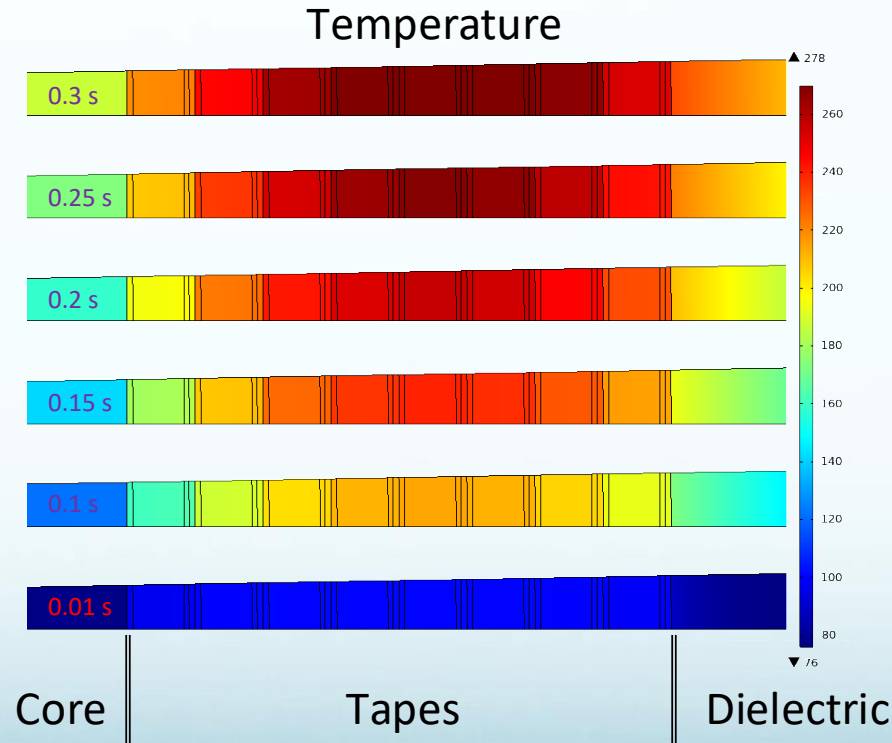 Temperature
▲ 278
0.3 s
260
240
0.25 s
220
0.2 s
200
180
0.15 s
160
140
0.1 s
120
100
0.01 s
80
▼ 76
Core
Tapes
Dielectric